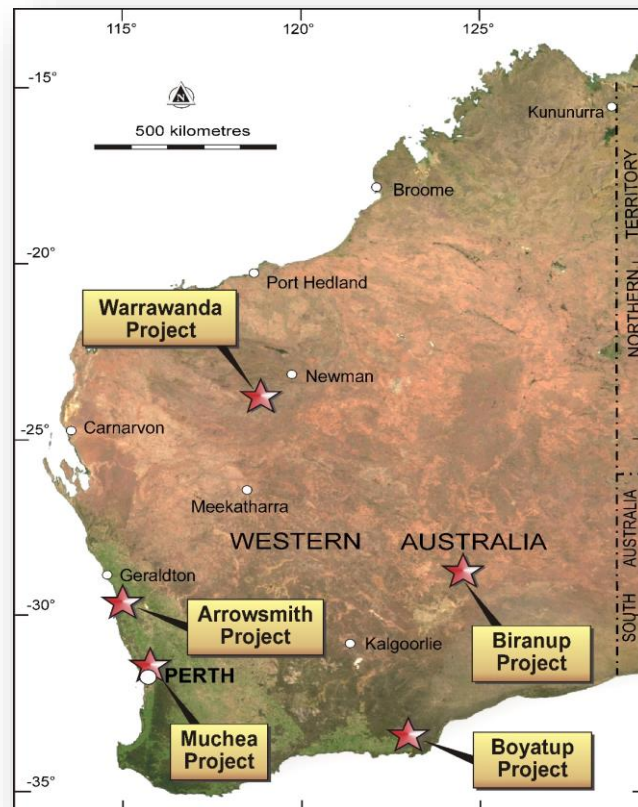 115°
120°
125°
-15°
N
500 kilometres
Kununurra
Broome
NORTHERN TERRITORY
-20°
Port Hedland
Warrawanda
Project
Newman
-25°
Carnarvon
Meekatharra
WESTERN AUSTRALIA
SOUTH AUSTRALIA
Geraldton
-30°
Arrowsmith
Project
Kalgoorlie
Biranup
Project
PERTH
Muchea
Project
Boyatup
Project
-35°